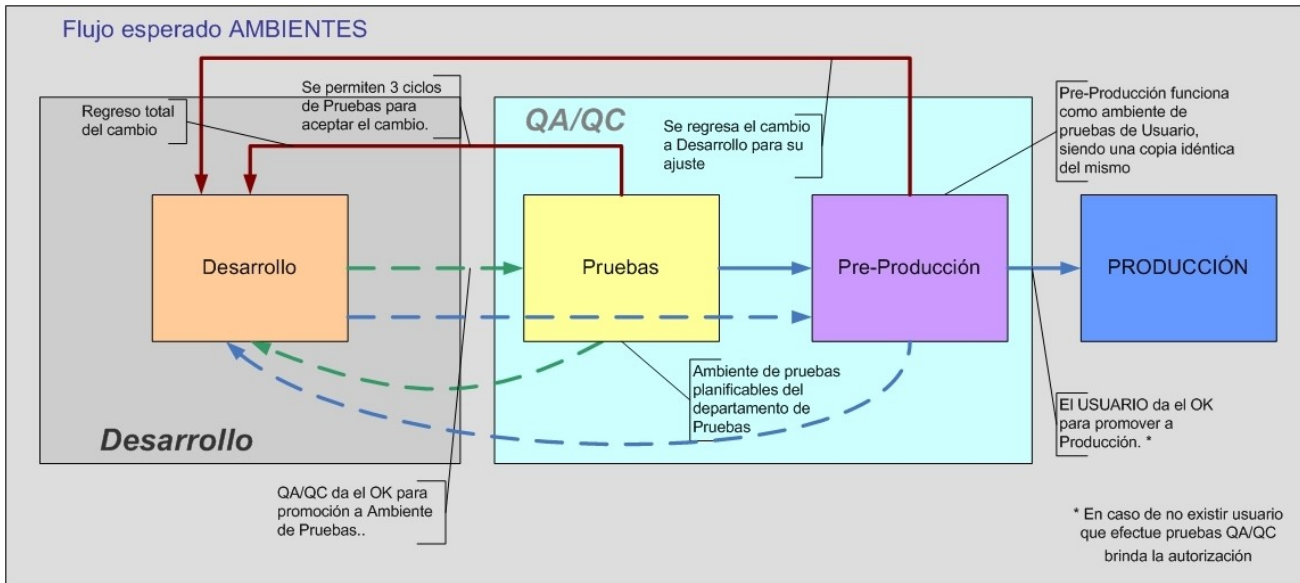 Flujo esperado AMBIENTES
Regreso total
del cambio
Se permiten 3 ciclos
de Pruebas para
aceptar el cambio.
QA/QC
Se regresa el cambio
a Desarrollo para su
ajuste
Pre-Producción funciona
como ambiente de
pruebas de Usuario,
siendo una copia idéntica
del mismo
Desarrollo
Pruebas
Pre-Producción
PRODUCCIÓN
Ambiente de pruebas
planificables del
departamento de
Pruebas
El USUARIO da el OK
para promover a
Producción. *
Desarrollo
QA/QC da el OK para
promoción a Ambiente
de Pruebas..
* En caso de no existir usuario
que efectue pruebas QA/QC
brinda la autorización